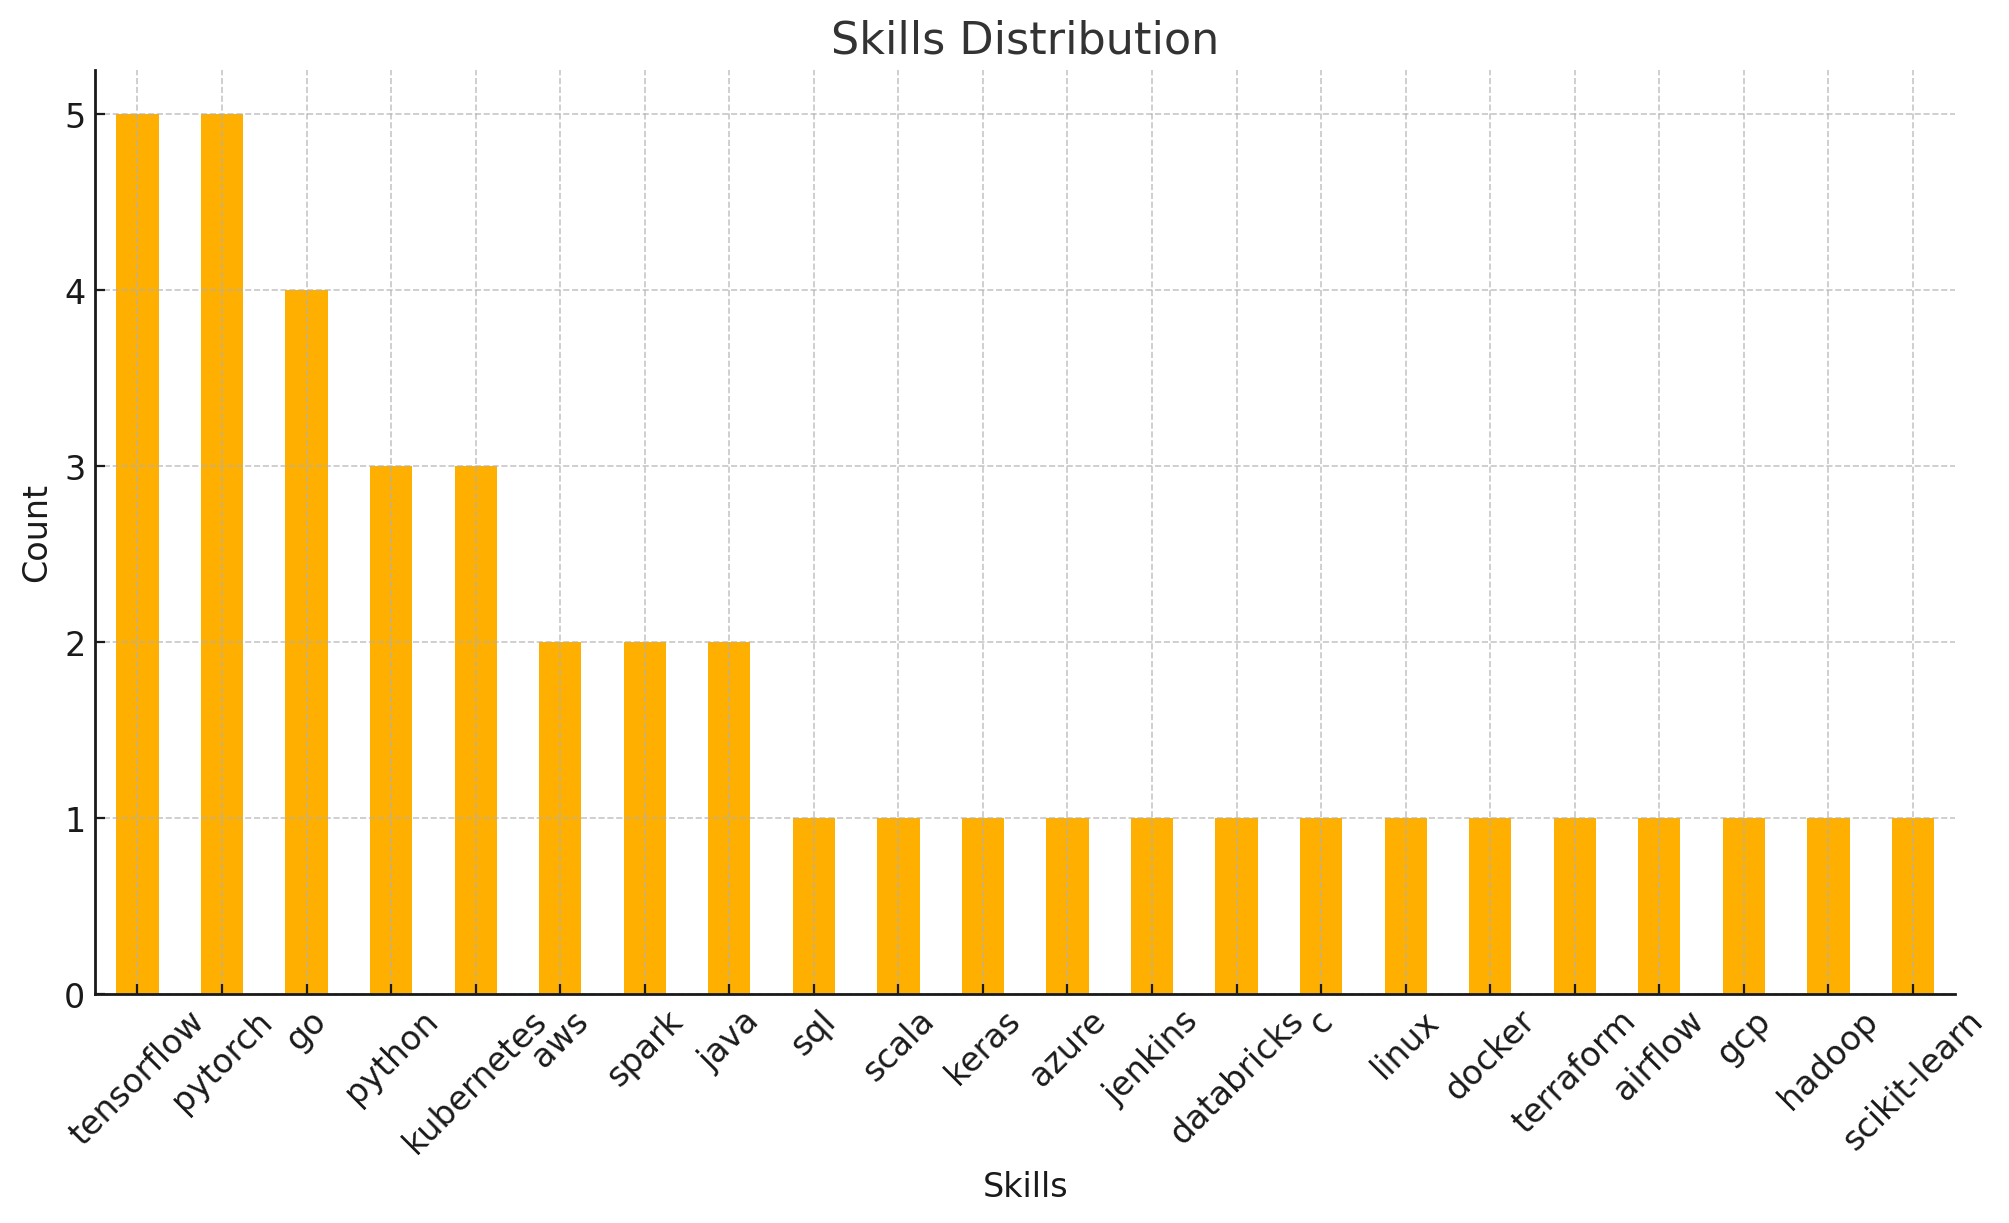 Skills Distribution
Count
5
4
3
2
1
0
tensorflow
pytorch
go
python
kubernetes
aws
spark
java
sql
scala
keras
azure
jenkins
databricks
c
linux
docker
terraform
airflow
gcp
hadoop
scikit-learn
Skills